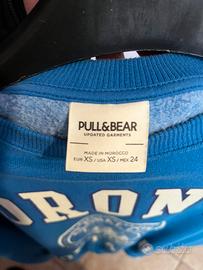 PULL&BEAR
UPDATED GARMENTS
MADE IN MOROCCO
EUR XS / USA XS / MEX 24
ORON